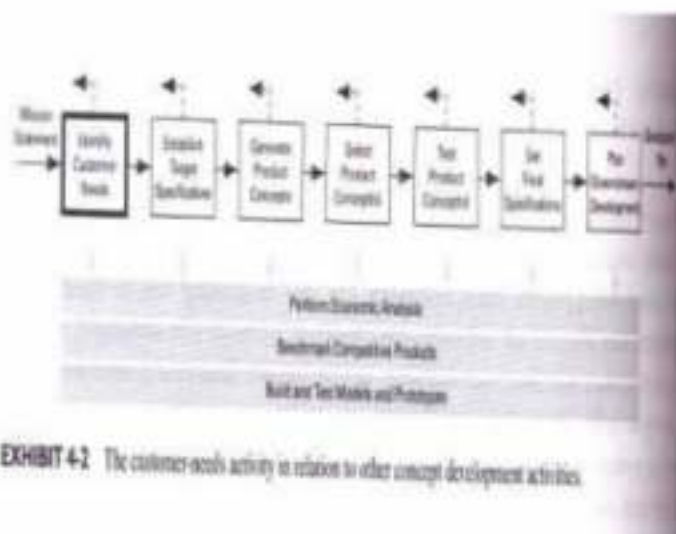 Mission
Statement
Identify
Customer
Needs
Establish
Target
Specifications
Generate
Product
Concepts
Select
Product
Concept(s)
Test
Product
Concept(s)
Set
Final
Specifications
Plan
Downstream
Development
Perform Economic Analysis
Benchmark Competitive Products
Build and Test Models and Prototypes
EXHIBIT 4-2 The customer-needs activity in relation to other concept development activities.